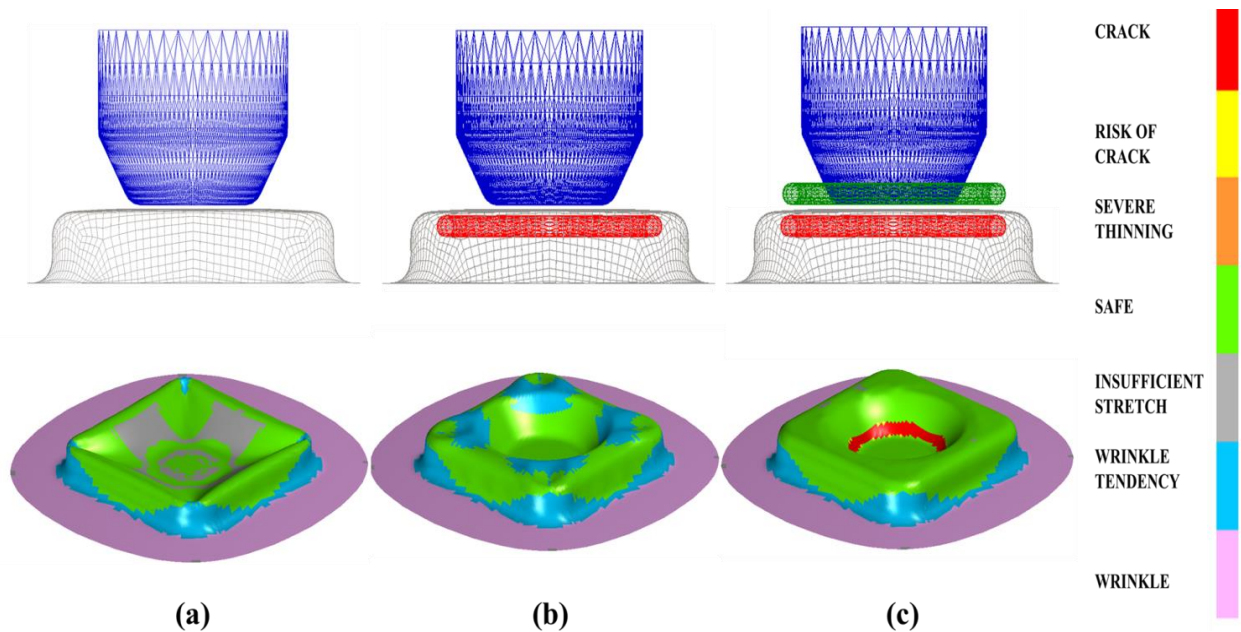 CRACK
RISK OF
CRACK
SEVERE
THINNING
SAFE
INSUFFICIENT
STRETCH
WRINKLE
TENDENCY
WRINKLE
(a)
(b)
(c)